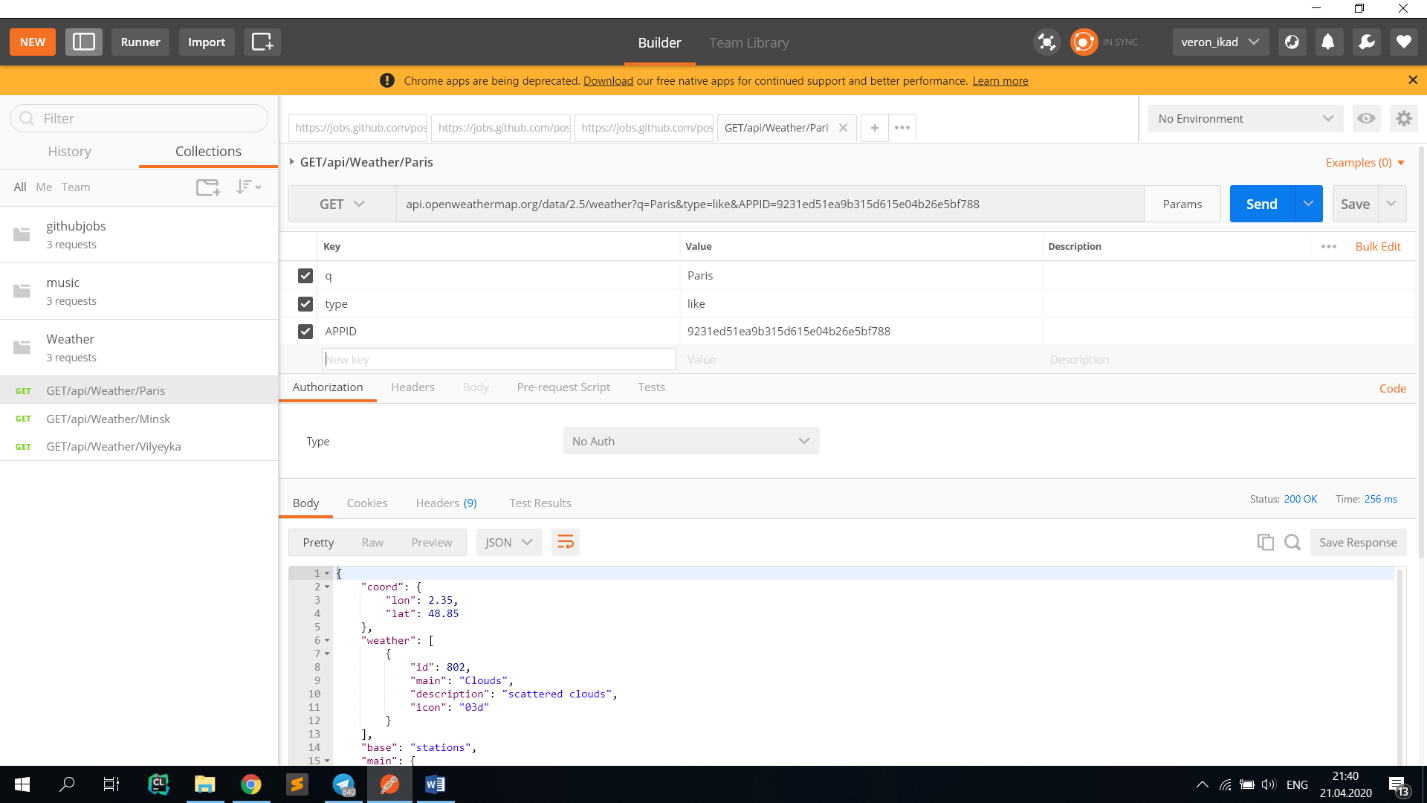 NEW Runner Import Builder Team Library IN SYNC veron_ikad
Chrome apps are being deprecated. Download our free native apps for continued support and better performance. Learn more
Filter
History Collections
All Me Team
githubjobs
3 requests
music
3 requests
Weather
3 requests
GET GET/api/Weather/Paris
GET GET/api/Weather/Minsk
GET GET/api/Weather/Vilyeyka
https://jobs.github.com/pos https://jobs.github.com/pos https://jobs.github.com/pos GET/api/Weather/Pari
No Environment
GET/api/Weather/Paris Examples (0)
GET api.openweathermap.org/data/2.5/weather?q=Paris&type=like&APPID=9231ed51ea9b315d615e04b26e5bf788 Params Send Save
Key Value Description Bulk Edit
q Paris
type like
APPID 9231ed51ea9b315d615e04b26e5bf788
New key Value Description
Authorization Headers Body Pre-request Script Tests Code
Type No Auth
Body Cookies Headers (9) Test Results Status: 200 OK Time: 256 ms
Pretty Raw Preview JSON Save Response
1 {
2 "coord": {
3 "lon": 2.35,
4 "lat": 48.85
5 },
6 "weather": [
7 {
8 "id": 802,
9 "main": "Clouds",
10 "description": "scattered clouds",
11 "icon": "03d"
12 }
13 ],
14 "base": "stations",
15 "main": {
CL 840 W ENG 21:40
21.04.2020 13